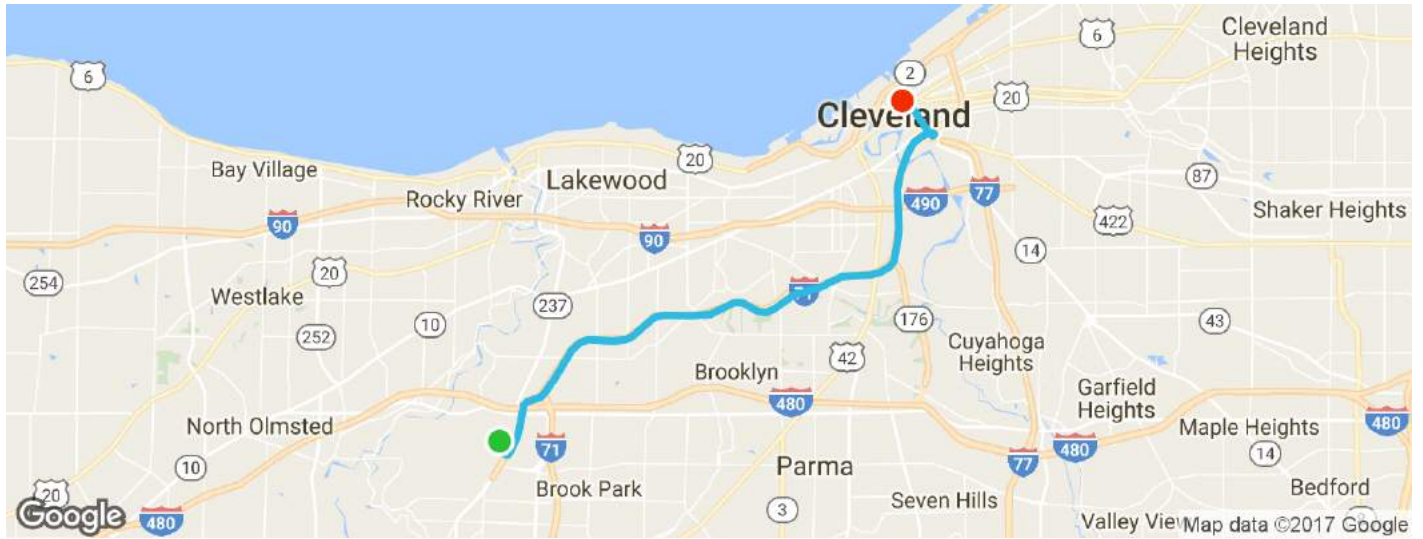 6
Cleveland
Heights
6
2
20
Cleveland
20
Bay Village
Lakewood
87
Rocky River
490
77
Shaker Heights
90
90
422
14
254
20
Westlake
71
237
10
176
43
252
42
Cuyahoga
Heights
Brooklyn
Garfield
Heights
480
North Olmsted
Maple Heights
480
71
480
14
10
Parma
77
Brook Park
Bedford
20
Seven Hills
Google
480
3
Valley View
Map data ©2017 Google